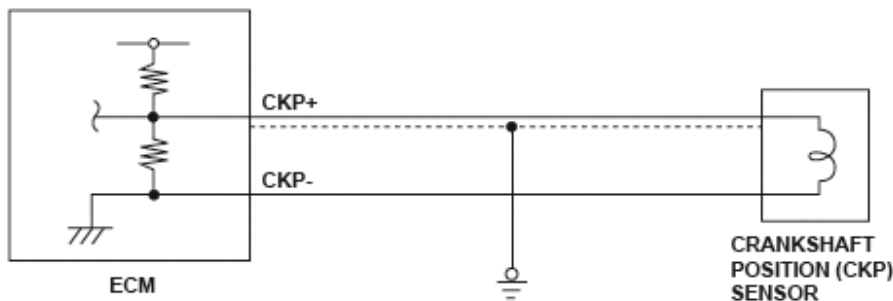 CKP+
CKP-
ECM
CRANKSHAFT
POSITION (CKP)
SENSOR